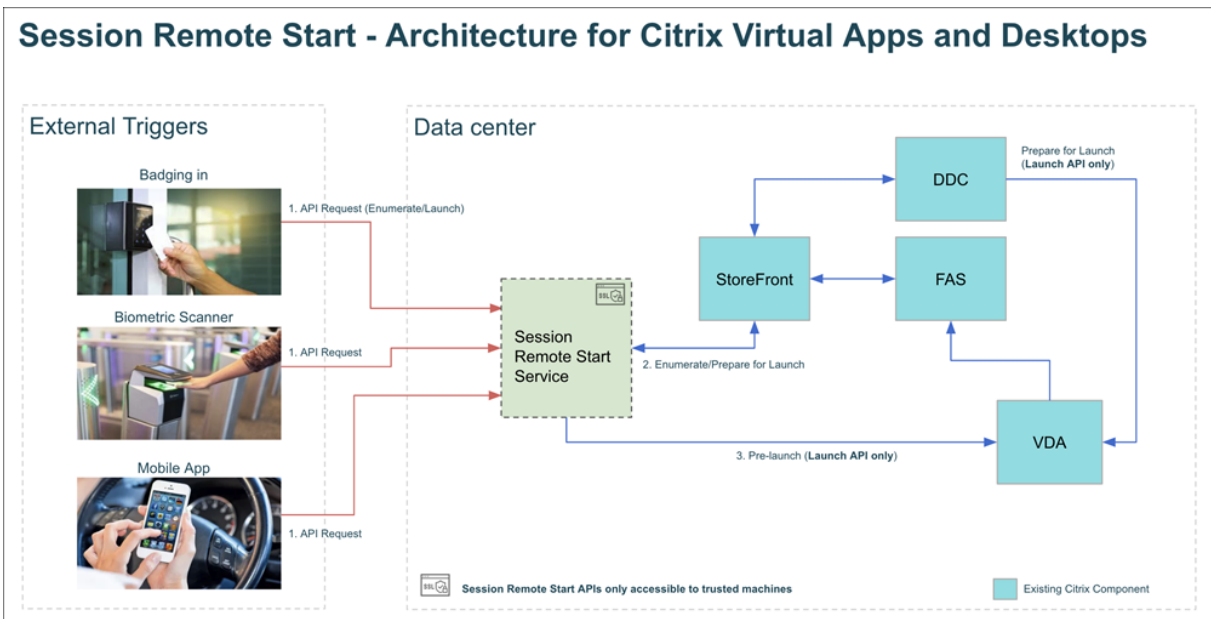 Session Remote Start - Architecture for Citrix Virtual Apps and Desktops
External Triggers
Badging in
1. API Request (Enumerate/Launch)
Biometric Scanner
1. API Request
Mobile App
1. API Request
Data center
DDC
Prepare for Launch
(Launch API only)
StoreFront
FAS
SSL
Session
Remote Start
Service
2. Enumerate/Prepare for Launch
VDA
3. Pre-launch (Launch API only)
SSL
Session Remote Start APIs only accessible to trusted machines
Existing Citrix Component